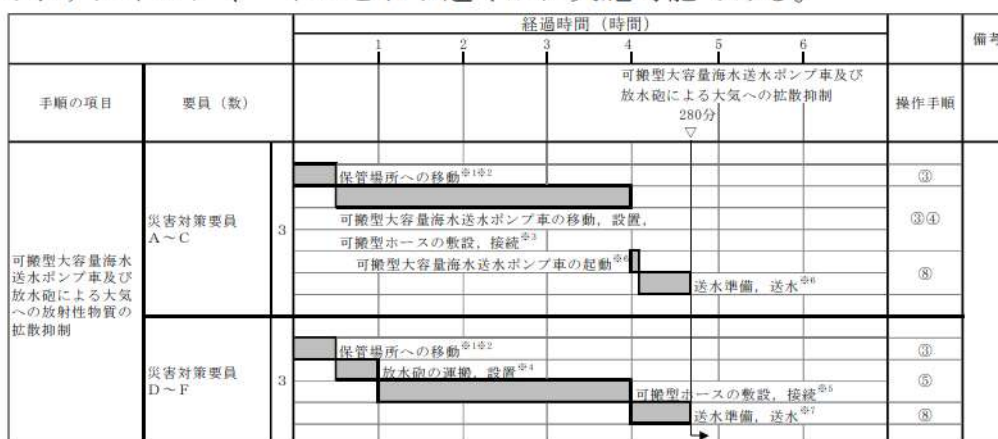 経過時間（時間）
備考
1 2 3 4 5 6
手順の項目
要員（数）
可搬型大容量海水送水ポンプ車及び
放水砲による大気への拡散抑制
280分
▽
操作手順
可搬型大容量海水
送水ポンプ車及び
放水砲による大気
への放射性物質の
拡散抑制
災害対策要員
A～C
3
保管場所への移動※1※2
③
可搬型大容量海水送水ポンプ車の移動，設置，
可搬型ホースの敷設，接続※3
③④
可搬型大容量海水送水ポンプ車の起動※6
送水準備，送水※6
⑧
災害対策要員
D～F
3
保管場所への移動※1※2
③
放水砲の運搬，設置※4
⑤
可搬型ホースの敷設，接続※5
送水準備，送水※7
⑧